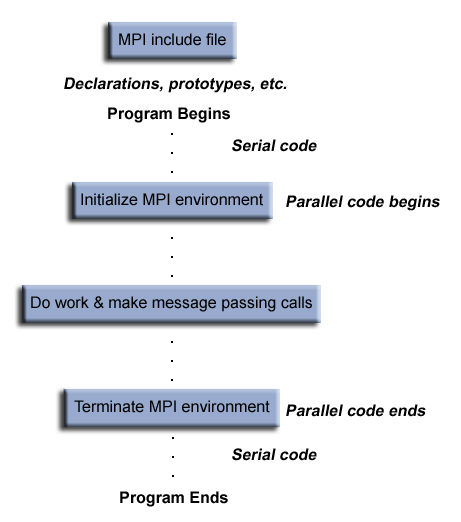 MPI include file
Declarations, prototypes, etc.
Program Begins
Serial code
Initialize MPI environment
Parallel code begins
Do work & make message passing calls
Terminate MPI environment
Parallel code ends
Serial code
Program Ends